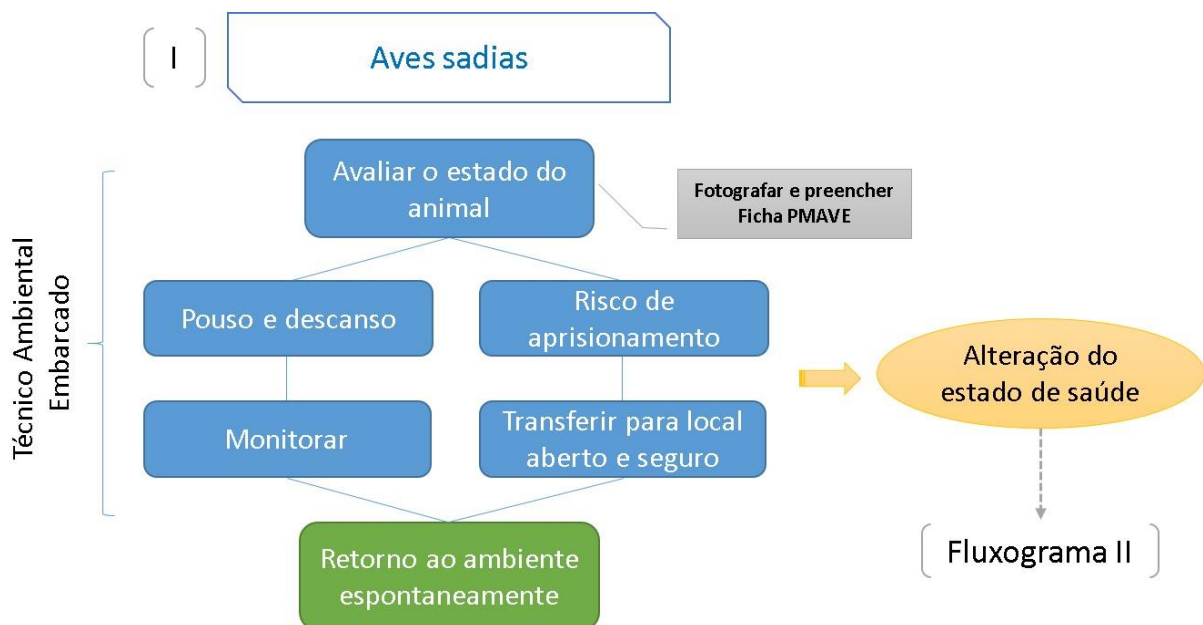 I
Aves sadias
Avaliar o estado do
animal
Fotografar e preencher
Ficha PMAVE
Técnico Ambiental
Embarcado
Pouso e descanso
Risco de
aprisionamento
Alteração do
estado de saúde
Monitorar
Transferir para local
aberto e seguro
Retorno ao ambiente
espontaneamente
Fluxograma II